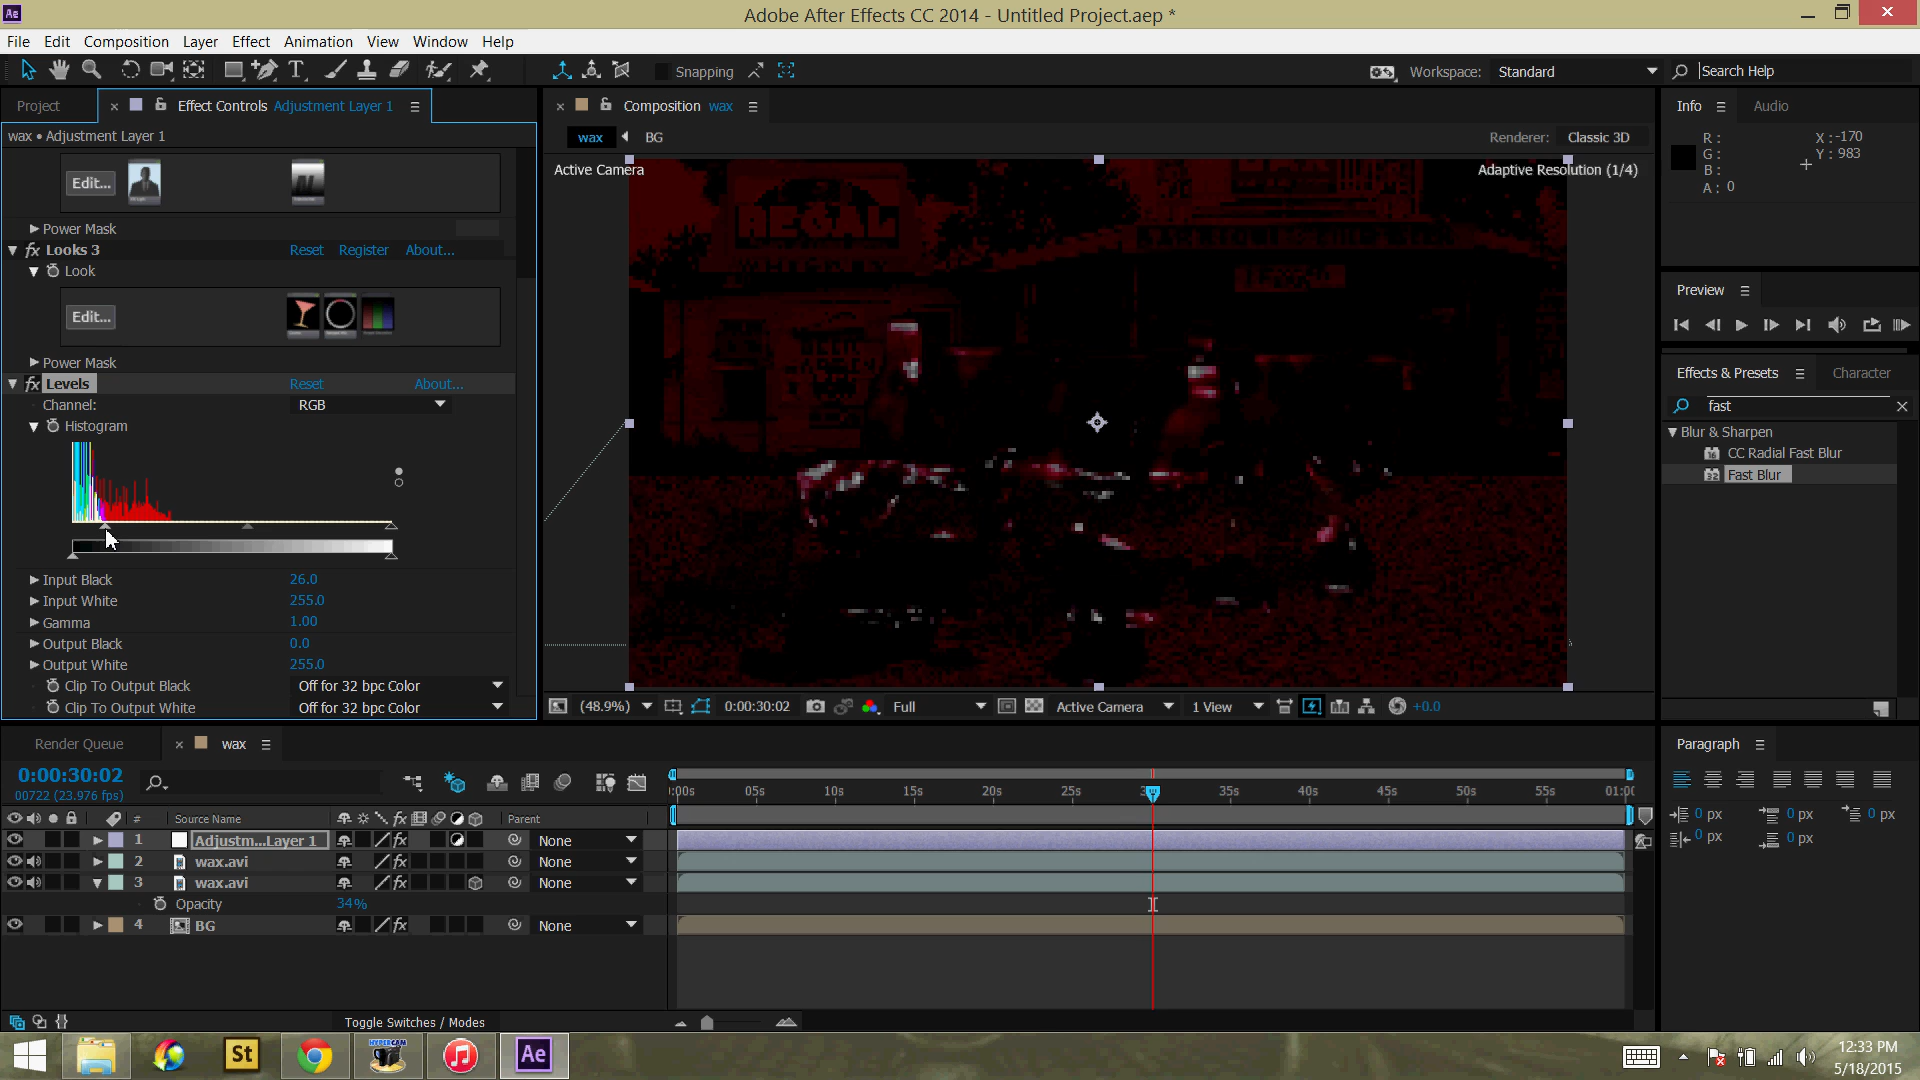 Ae
Adobe After Effects CC 2014 - Untitled Project.aep *
File Edit Composition Layer Effect Animation View Window Help
Snapping
Workspace: Standard
Search Help
Project
Effect Controls Adjustment Layer 1
wax • Adjustment Layer 1
Edit...
Power Mask
fx Looks 3 Reset Register About...
Look
Edit...
Power Mask
fx Levels Reset About...
Channel: RGB
Histogram
Input Black 26.0
Input White 255.0
Gamma 1.00
Output Black 0.0
Output White 255.0
Clip To Output Black Off for 32 bpc Color
Clip To Output White Off for 32 bpc Color
Composition wax
wax BG
Renderer: Classic 3D
Active Camera
Adaptive Resolution (1/4)
REGAL
(48.9%) 0:00:30:02 Full Active Camera 1 View +0.0
Info Audio
R : X : -170
G : Y : 983
B :
A : 0
Preview
Effects & Presets Character
fast
Blur & Sharpen
CC Radial Fast Blur
Fast Blur
Render Queue wax
0:00:30:02
00722 (23.976 fps)
:00s 05s 10s 15s 20s 25s 35s 40s 45s 50s 55s 01:0
# Source Name fx Parent
1 Adjustm...Layer 1 None
2 wax.avi fx None
3 wax.avi fx None
Opacity 34%
4 BG fx None
Toggle Switches / Modes
Paragraph
0 px 0 px 0 px
0 px 0 px
St
HYPERCAM
Ae
12:33 PM
5/18/2015